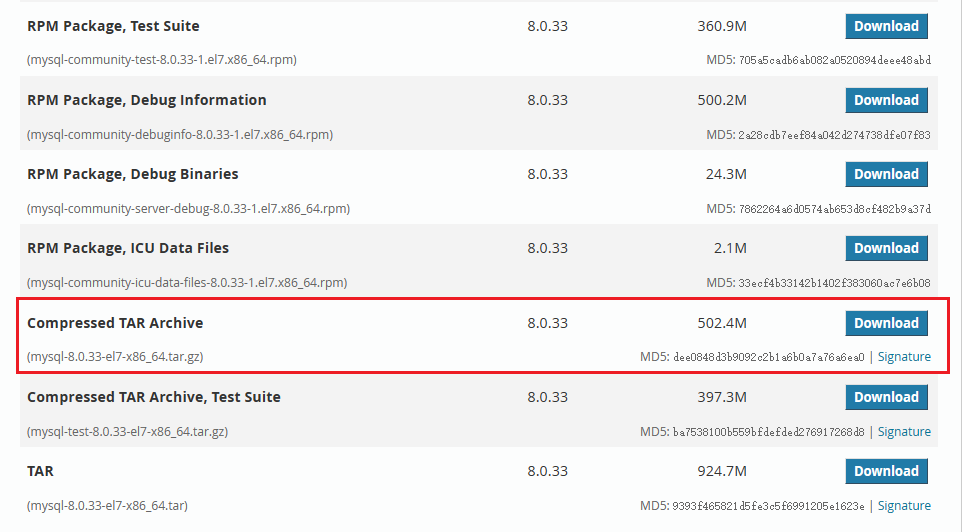 RPM Package, Test Suite 8.0.33 360.9M Download
(mysql-community-test-8.0.33-1.el7.x86_64.rpm) MD5: 705a5cadb6ab082a0520894deee48abd
RPM Package, Debug Information 8.0.33 500.2M Download
(mysql-community-debuginfo-8.0.33-1.el7.x86_64.rpm) MD5: 2a28cdb7eef84a042d274738dfe07f83
RPM Package, Debug Binaries 8.0.33 24.3M Download
(mysql-community-server-debug-8.0.33-1.el7.x86_64.rpm) MD5: 7862264a6d0574ab653d8cf482b9a37d
RPM Package, ICU Data Files 8.0.33 2.1M Download
(mysql-community-icu-data-files-8.0.33-1.el7.x86_64.rpm) MD5: 33ecf4b33142b1402f383060ac7e6b08
Compressed TAR Archive 8.0.33 502.4M Download
(mysql-8.0.33-el7-x86_64.tar.gz) MD5: dee0848d3b9092c2b1a6b0a7a76a6ea0 | Signature
Compressed TAR Archive, Test Suite 8.0.33 397.3M Download
(mysql-test-8.0.33-el7-x86_64.tar.gz) MD5: ba7538100b559bfdefded276917268d8 | Signature
TAR 8.0.33 924.7M Download
(mysql-8.0.33-el7-x86_64.tar) MD5: 9393f465821d5fe3c5f6991205e1623e | Signature